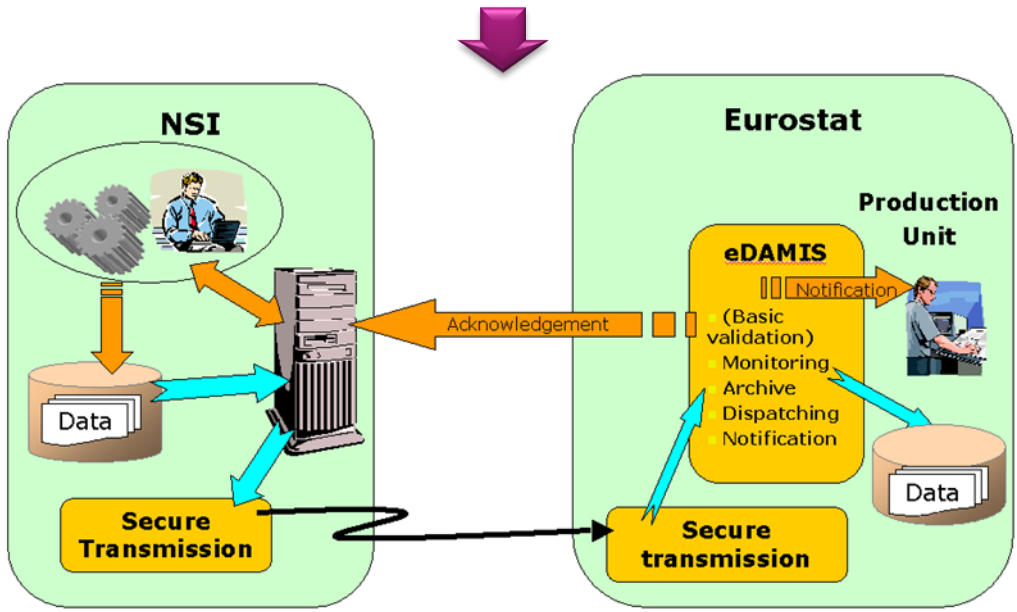 NSI
Data
Secure
Transmission
Acknowledgement
Eurostat
Production
Unit
eDAMIS
Notification
(Basic
validation)
Monitoring
Archive
Dispatching
Notification
Data
Secure
transmission